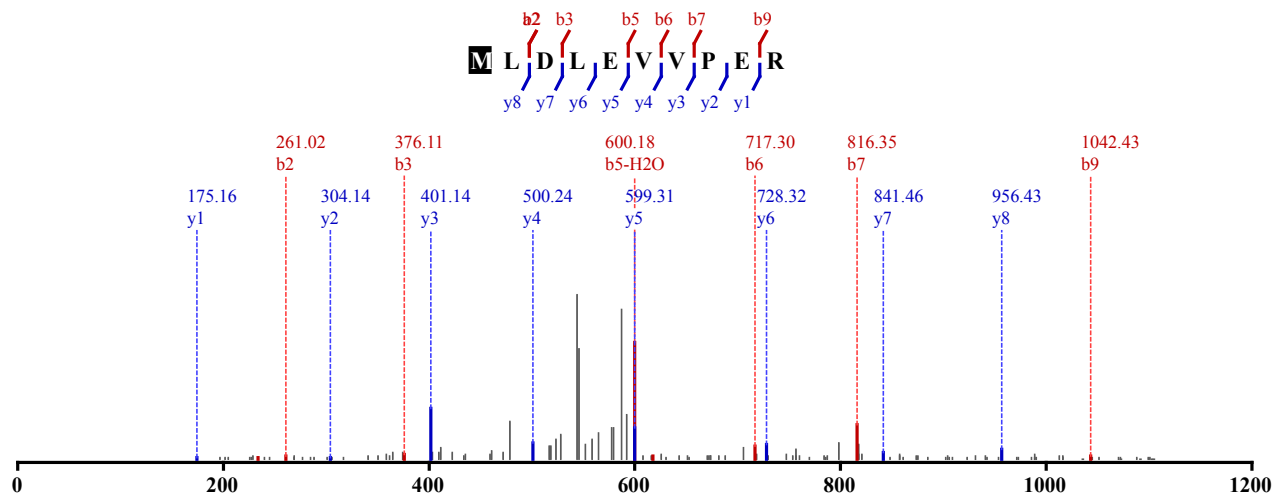 a2 b2 b3 b5 b6 b7 b9
M L D L E V V P E R
y8 y7 y6 y5 y4 y3 y2 y1
261.02 376.11 600.18 717.30 816.35 1042.43
b2 b3 b5-H2O b6 b7 b9
175.16 304.14 401.14 500.24 599.31 728.32 841.46 956.43
y1 y2 y3 y4 y5 y6 y7 y8
0 200 400 600 800 1000 1200